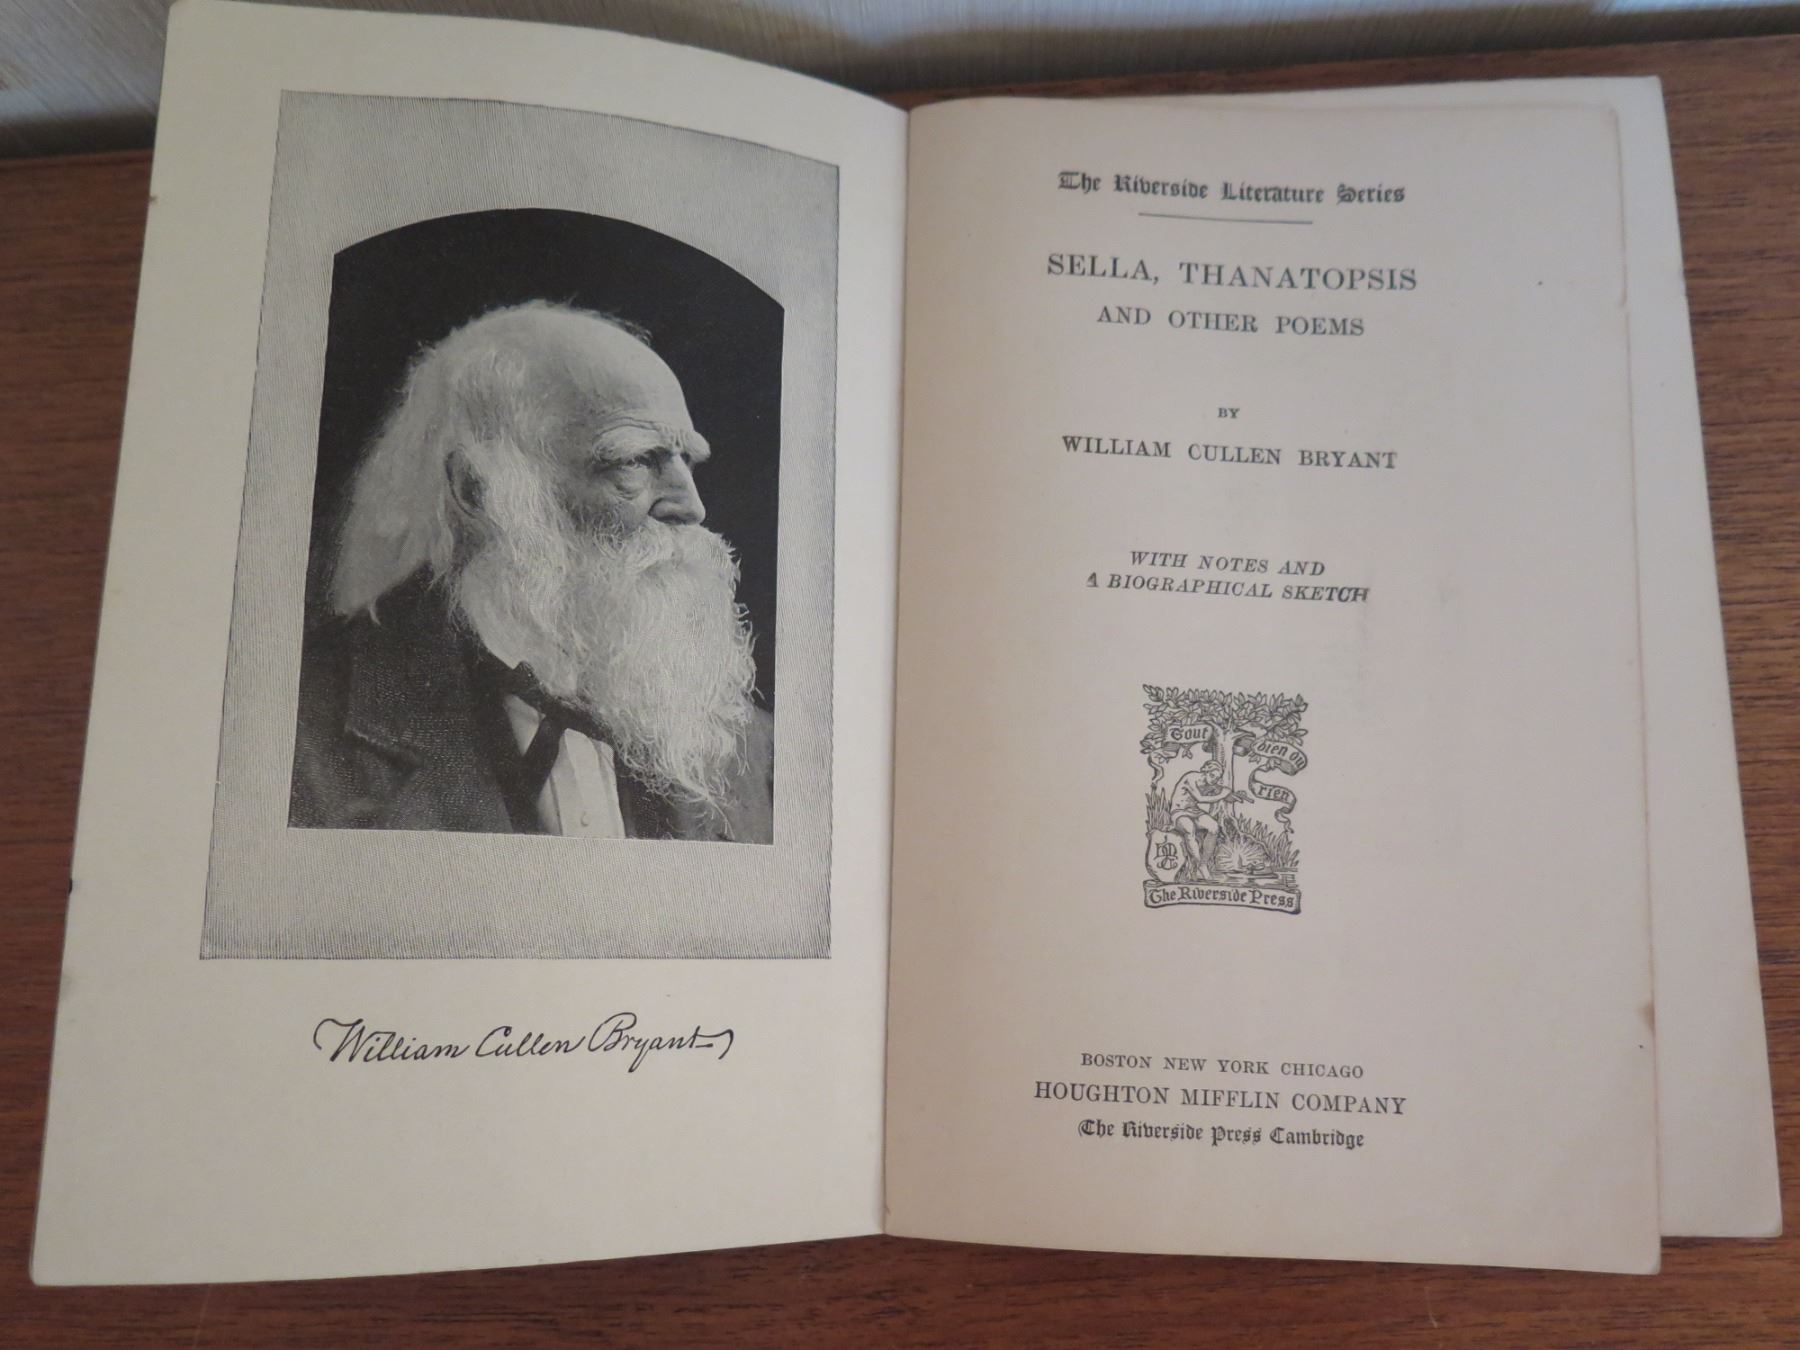 William Cullen Bryant
The Riverside Literature Series
SELLA, THANATOPSIS
AND OTHER POEMS
BY
WILLIAM CULLEN BRYANT
WITH NOTES AND
A BIOGRAPHICAL SKETCH
Tout bien ou
rien
The Riverside Press
BOSTON NEW YORK CHICAGO
HOUGHTON MIFFLIN COMPANY
The Riverside Press Cambridge